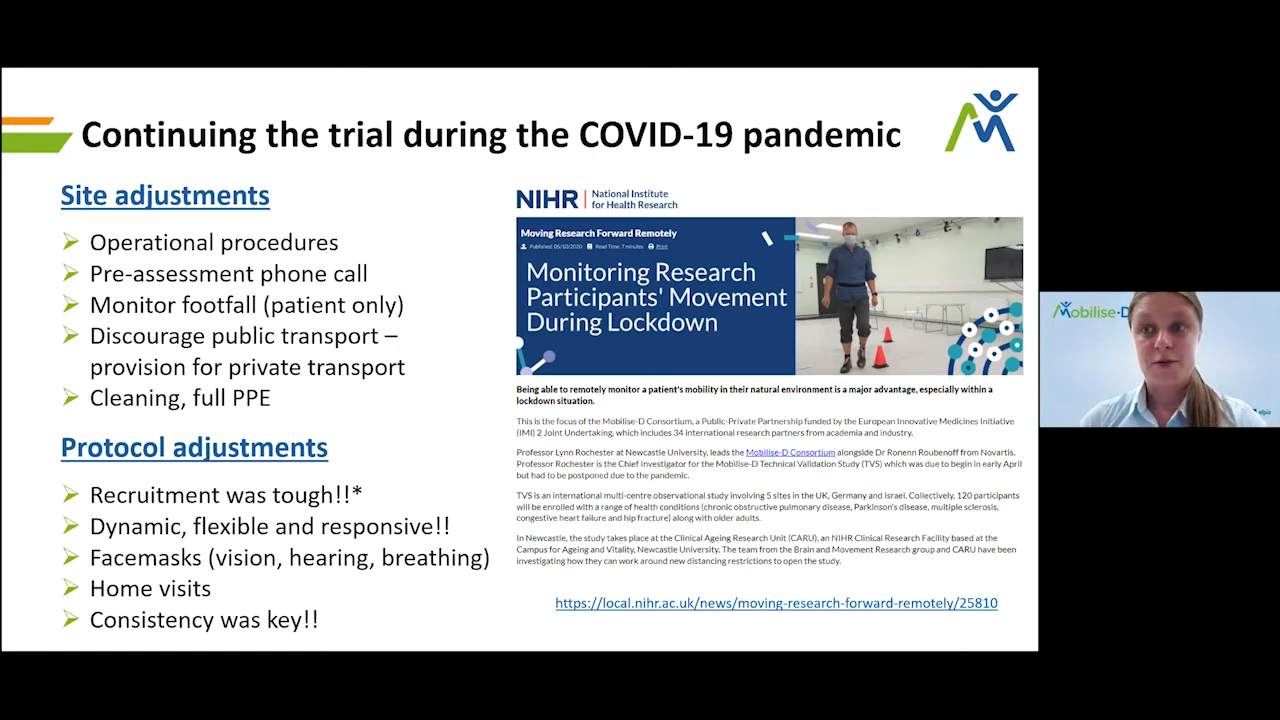 Continuing the trial during the COVID-19 pandemic
Site adjustments
Operational procedures
Pre-assessment phone call
Monitor footfall (patient only)
Discourage public transport –
provision for private transport
Cleaning, full PPE
Protocol adjustments
Recruitment was tough!!*
Dynamic, flexible and responsive!!
Facemasks (vision, hearing, breathing)
Home visits
Consistency was key!!
NIHR | National Institute
for Health Research
Moving Research Forward Remotely
Published: 05/10/2020 Read Time: 7 minutes Print
Monitoring Research
Participants' Movement
During Lockdown
Being able to remotely monitor a patient's mobility in their natural environment is a major advantage, especially within a
lockdown situation.
This is the focus of the Mobilise-D Consortium, a Public-Private Partnership funded by the European Innovative Medicines Initiative
(IMI) 2 Joint Undertaking, which includes 34 international research partners from academia and industry.
Professor Lynn Rochester at Newcastle University, leads the Mobilise-D Consortium alongside Dr Ronenn Roubenoff from Novartis.
Professor Rochester is the Chief Investigator for the Mobilise-D Technical Validation Study (TVS) which was due to begin in early April
but had to be postponed due to the pandemic.
TVS is an international multi-centre observational study involving 5 sites in the UK, Germany and Israel. Collectively, 120 participants
will be enrolled with a range of health conditions (chronic obstructive pulmonary disease, Parkinson's disease, multiple sclerosis,
congestive heart failure and hip fracture) along with older adults.
In Newcastle, the study takes place at the Clinical Ageing Research Unit (CARU), an NIHR Clinical Research Facility based at the
Campus for Ageing and Vitality, Newcastle University. The team from the Brain and Movement Research group and CARU have been
investigating how they can work around new distancing restrictions to open the study.
https://local.nihr.ac.uk/news/moving-research-forward-remotely/25810
Mobilise-D